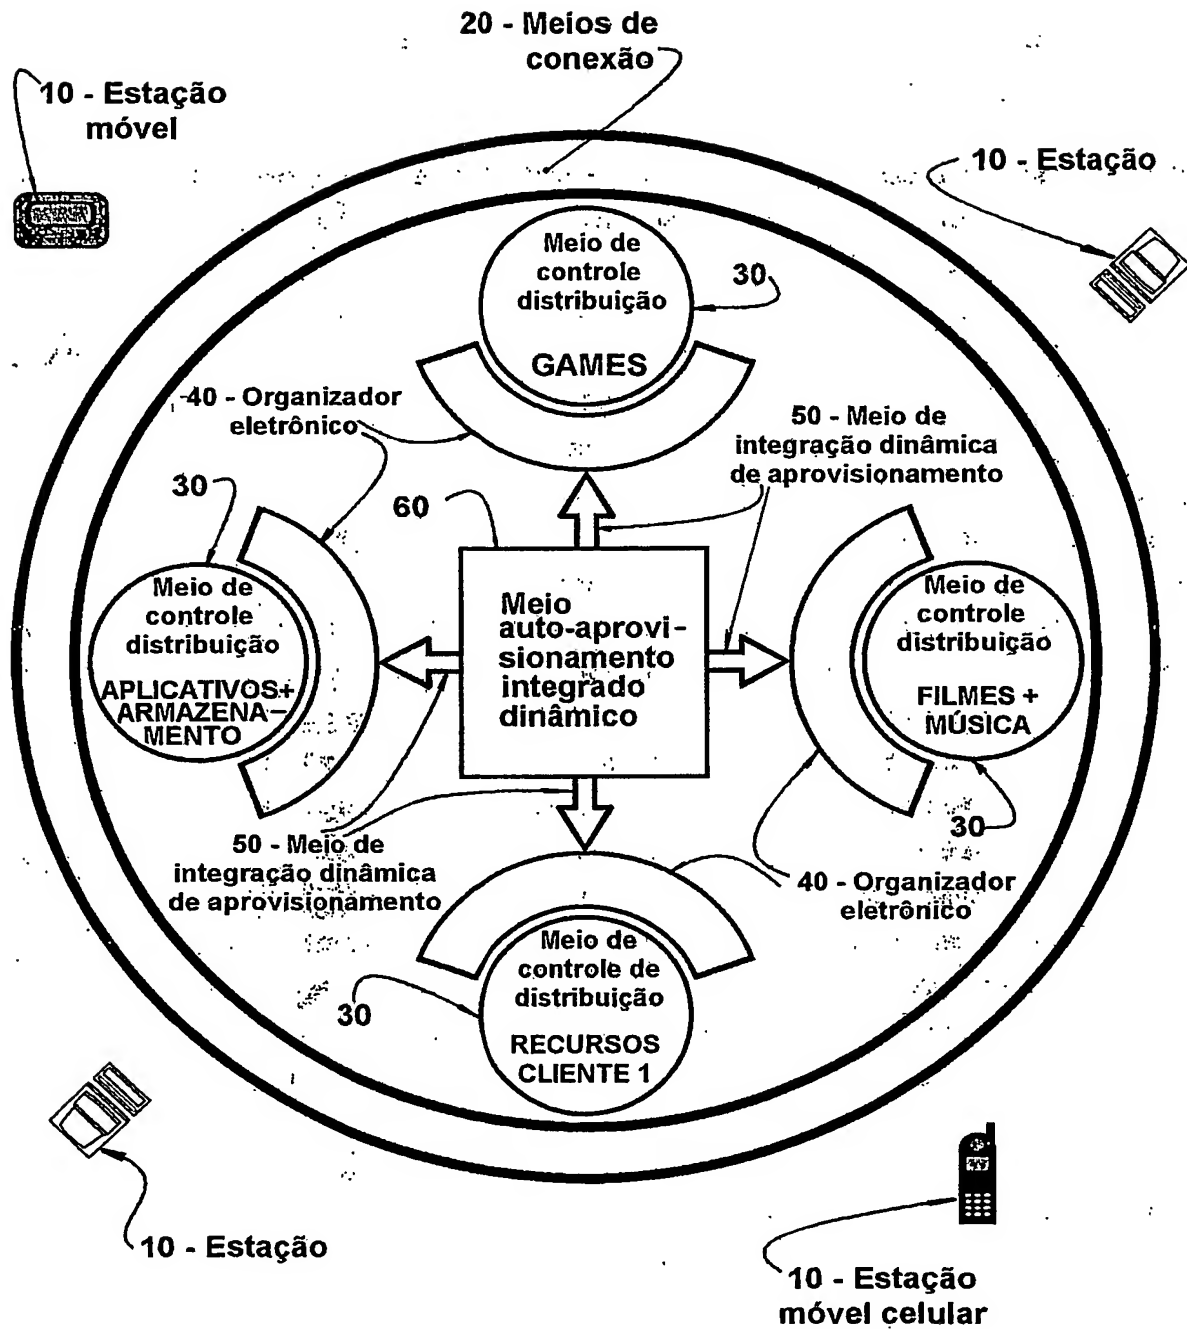 20 - Meios de
conexão
10 - Estação
móvel
10 - Estação
Meio de
controle
distribuição
GAMES
30
40 - Organizador
eletrônico
50 - Meio de
integração dinâmica
de aprovisionamento
30
60
Meio de
controle
distribuição
APLICATIVOS+
ARMAZENA-
MENTO
Meio
auto-aprovi-
sionamento
integrado
dinâmico
Meio de
controle
distribuição
FILMES +
MÚSICA
30
50 - Meio de
integração dinâmica
de aprovisionamento
40 - Organizador
eletrônico
Meio de
controle de
distribuição
RECURSOS
CLIENTE 1
30
10 - Estação
10 - Estação
móvel celular